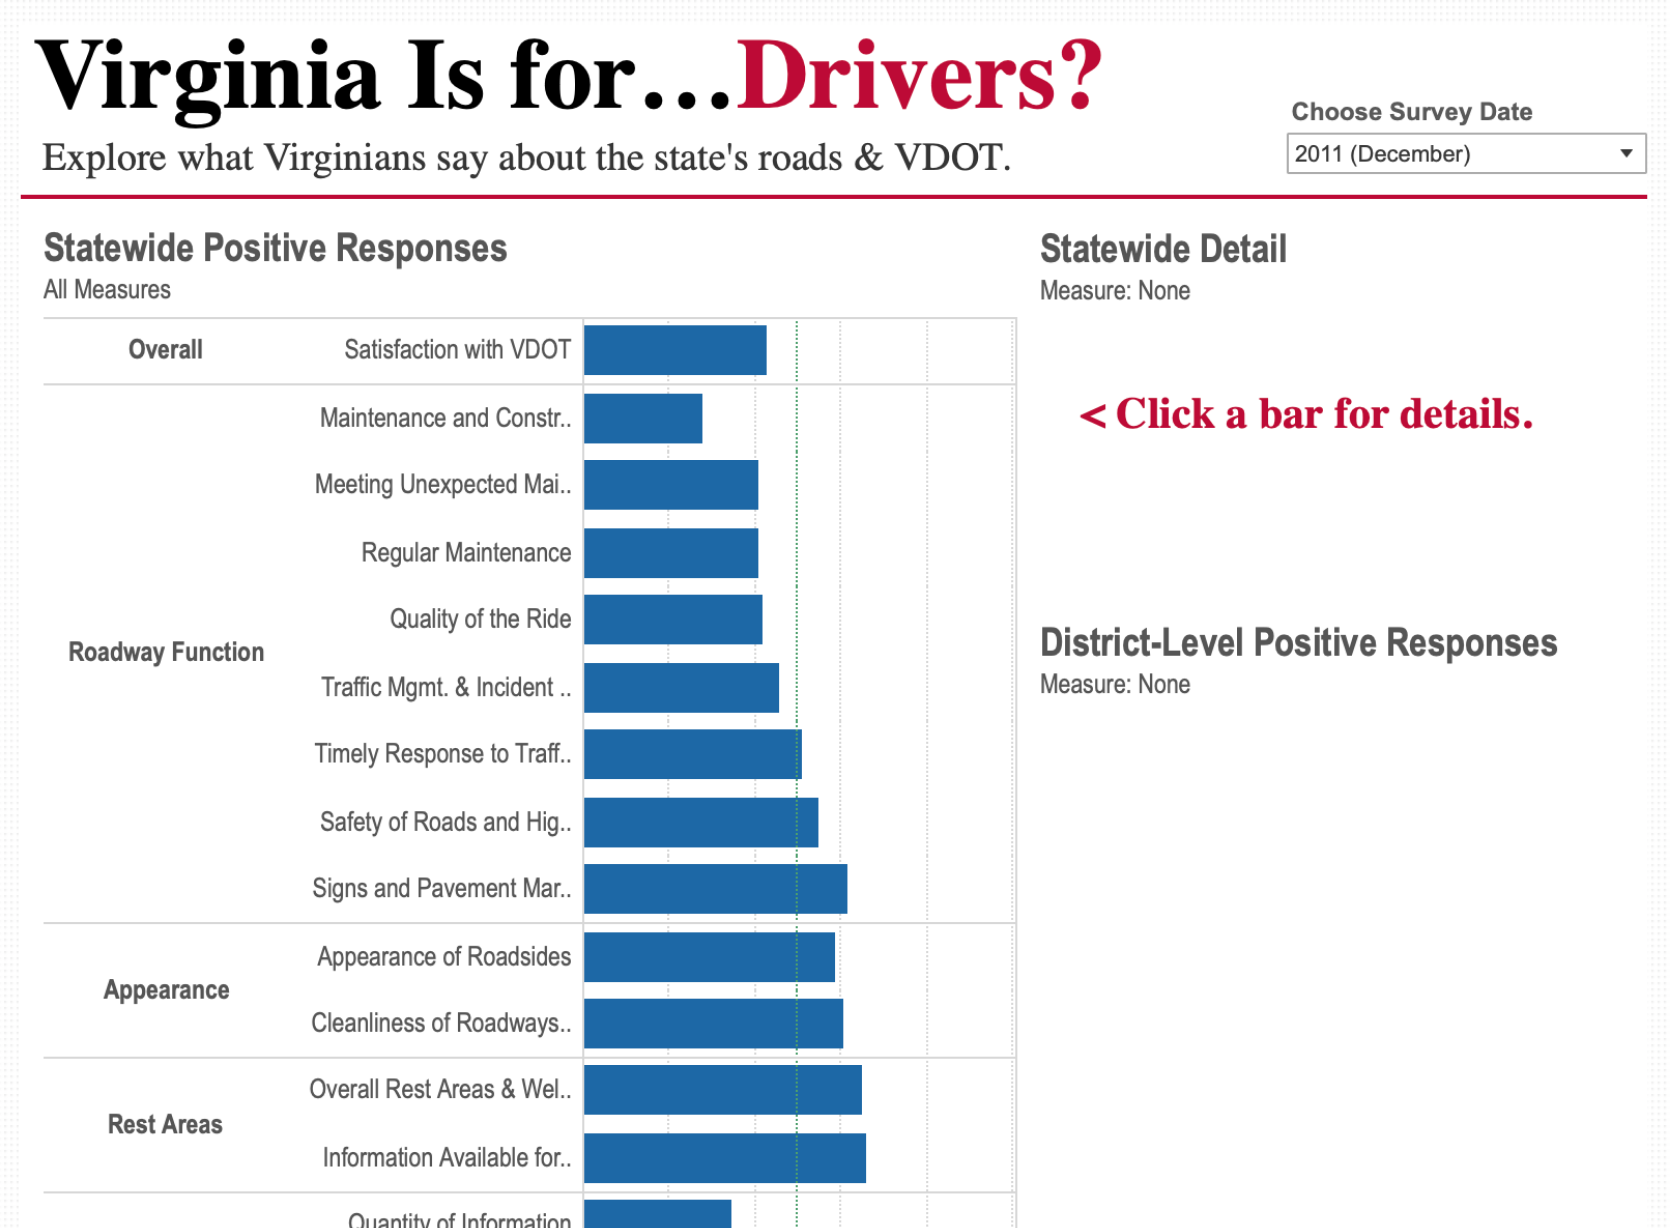 Virginia Is for...Drivers?
Explore what Virginians say about the state's roads & VDOT.
Choose Survey Date
2011 (December)
Statewide Positive Responses
All Measures
Overall
Satisfaction with VDOT
Roadway Function
Maintenance and Constr..
Meeting Unexpected Mai..
Regular Maintenance
Quality of the Ride
Traffic Mgmt. & Incident ..
Timely Response to Traff..
Safety of Roads and Hig..
Signs and Pavement Mar..
Appearance
Appearance of Roadsides
Cleanliness of Roadways..
Rest Areas
Overall Rest Areas & Wel..
Information Available for..
Quantity of Information
Statewide Detail
Measure: None
< Click a bar for details.
District-Level Positive Responses
Measure: None